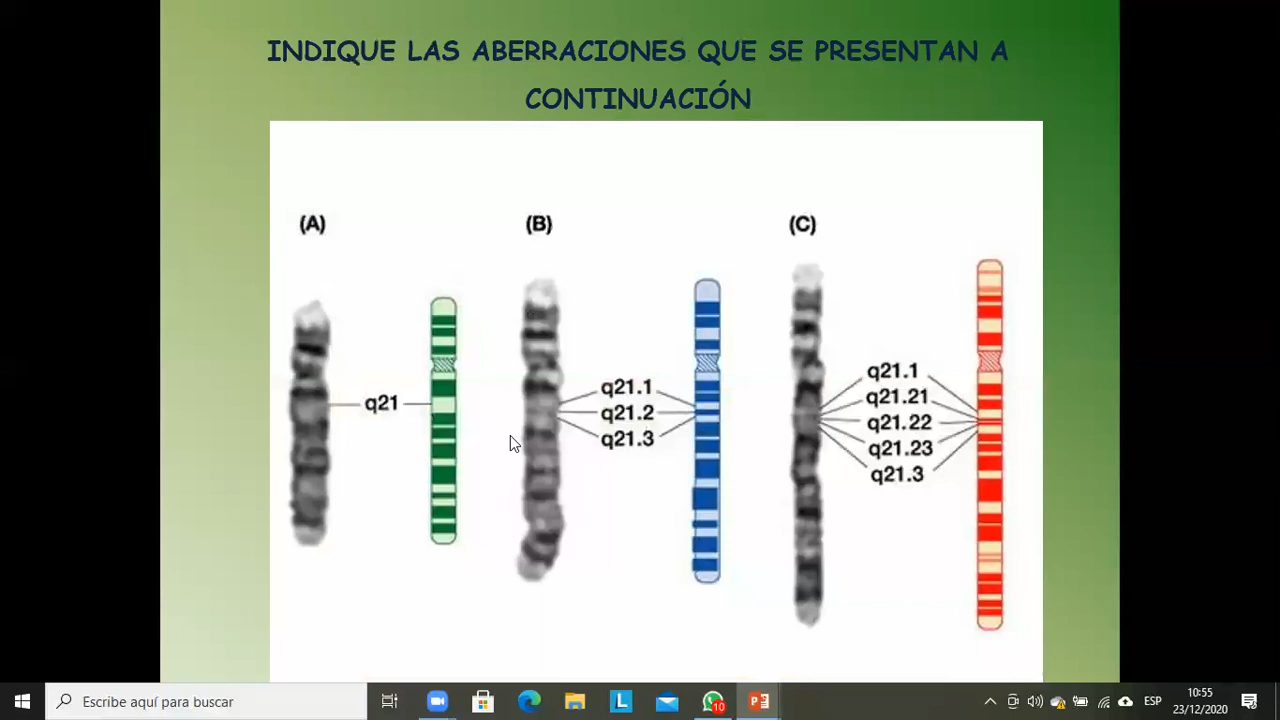 INDIQUE LAS ABERRACIONES QUE SE PRESENTAN A
CONTINUACIÓN
(A)
(B)
(C)
q21
q21.1
q21.2
q21.3
q21.1
q21.21
q21.22
q21.23
q21.3
Escribe aquí para buscar
L
10
P
ESP
10:55
23/12/2020